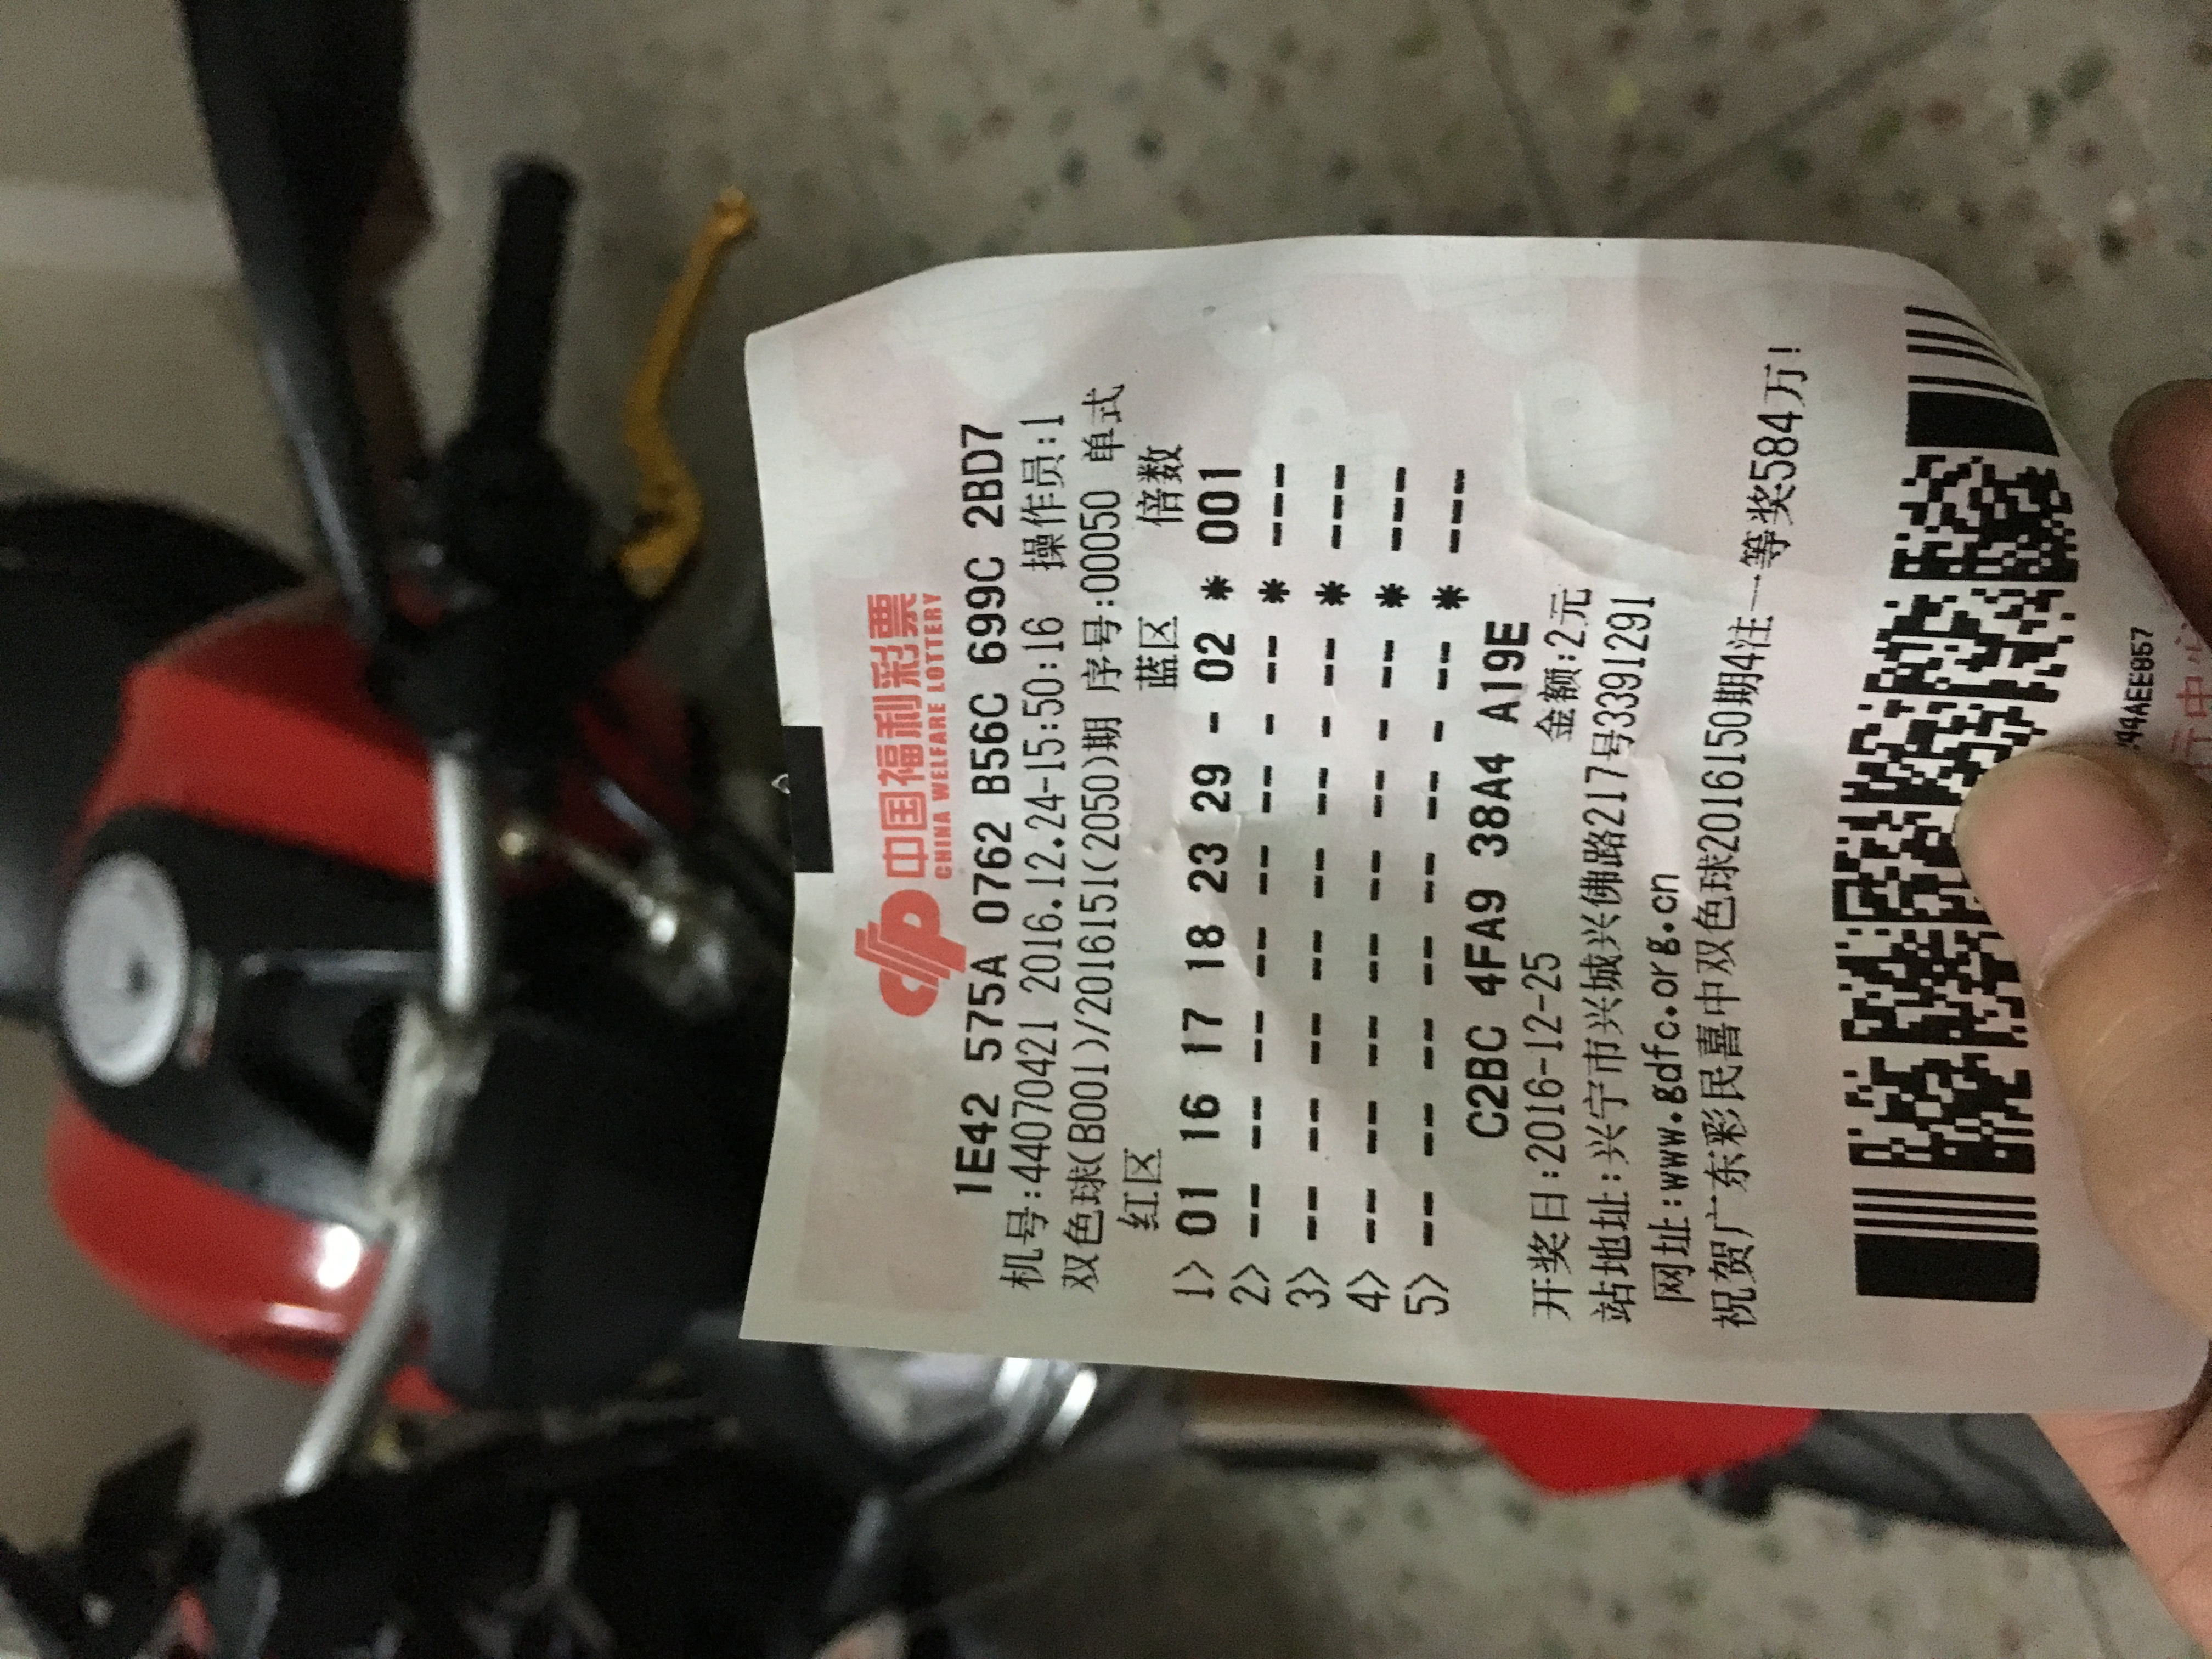 中国福利彩票
CHINA WELFARE LOTTERY
1E42 575A 0762 B56C 699C 2BD7
机号:44070421 2016.12.24-15:50:16 操作员:1
双色球(B001)/2016151(2050)期 序号:00050 单式
红区 蓝区 倍数
1> 01 16 17 18 23 29 - 02 * 001
2> -- -- -- -- -- -- - -- * ---
3> -- -- -- -- -- -- - -- * ---
4> -- -- -- -- -- -- - -- * ---
5> -- -- -- -- -- -- - -- * ---
C2BC 4FA9 38A4 A19E
开奖日:2016-12-25 金额:2元
站地址:兴宁市兴城兴佛路217号3391291
网址:www.gdfc.org.cn
祝贺广东彩民喜中双色球2016150期4注一等奖584万!